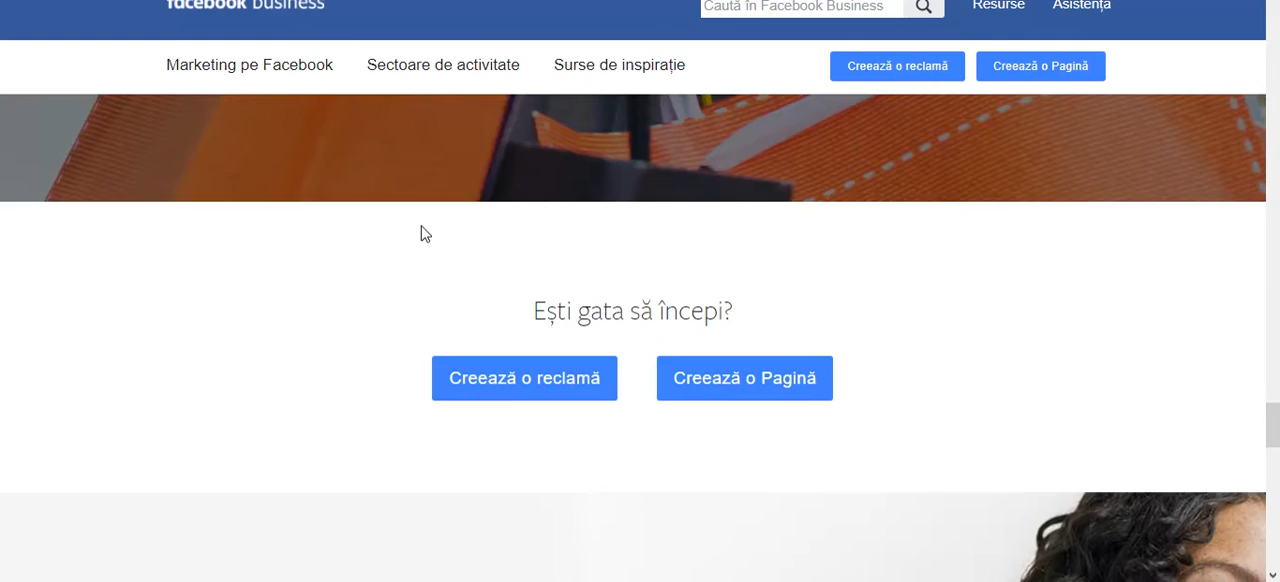 facebook business
Caută în Facebook Business
Resurse
Asistență
Marketing pe Facebook
Sectoare de activitate
Surse de inspirație
Creează o reclamă
Creează o Pagină
Ești gata să începi?
Creează o reclamă
Creează o Pagină